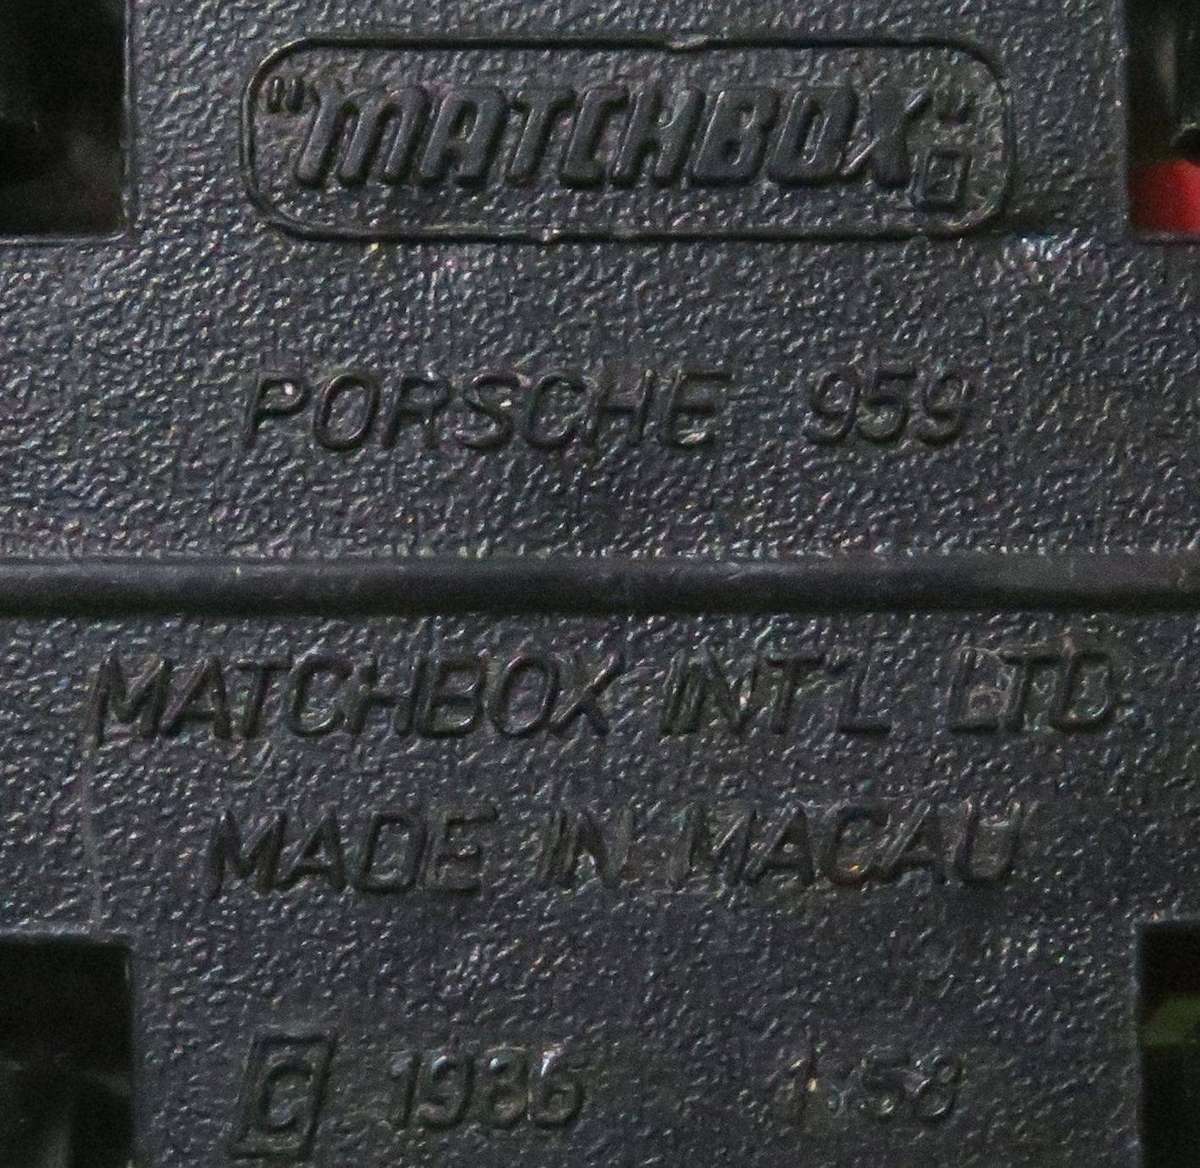 "MATCHBOX"
PORSCHE 959
MATCHBOX INT'L LTD.
MADE IN MACAU
© 1986 1:58